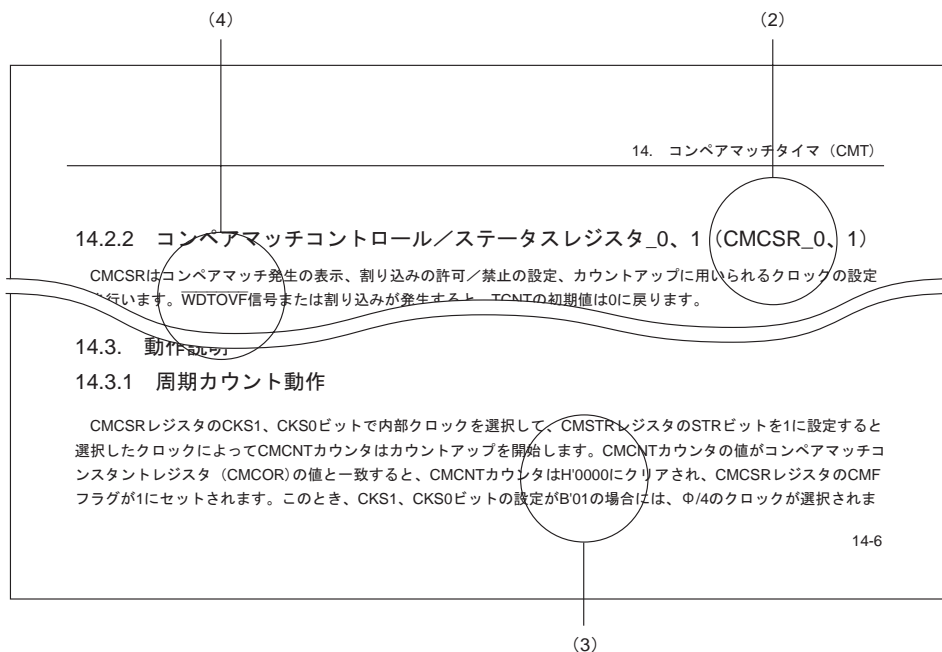 (4) (2)
14. コンペアマッチタイマ（CMT）
14.2.2 コンペアマッチコントロール／ステータスレジスタ_0、1（CMCSR_0、1）
CMCSRはコンペアマッチ発生の表示、割り込みの許可／禁止の設定、カウントアップに用いられるクロックの設定
行います。WDTOVF信号または割り込みが発生すると、TCNTの初期値は0に戻ります。
14.3. 動作説明
14.3.1 周期カウント動作
CMCSRレジスタのCKS1、CKS0ビットで内部クロックを選択して、CMSTRレジスタのSTRビットを1に設定すると
選択したクロックによってCMCNTカウンタはカウントアップを開始します。CMCNTカウンタの値がコンペアマッチコ
ンスタントレジスタ（CMCOR）の値と一致すると、CMCNTカウンタはH'0000にクリアされ、CMCSRレジスタのCMF
フラグが1にセットされます。このとき、CKS1、CKS0ビットの設定がB'01の場合には、Φ/4のクロックが選択されま
14-6
(3)